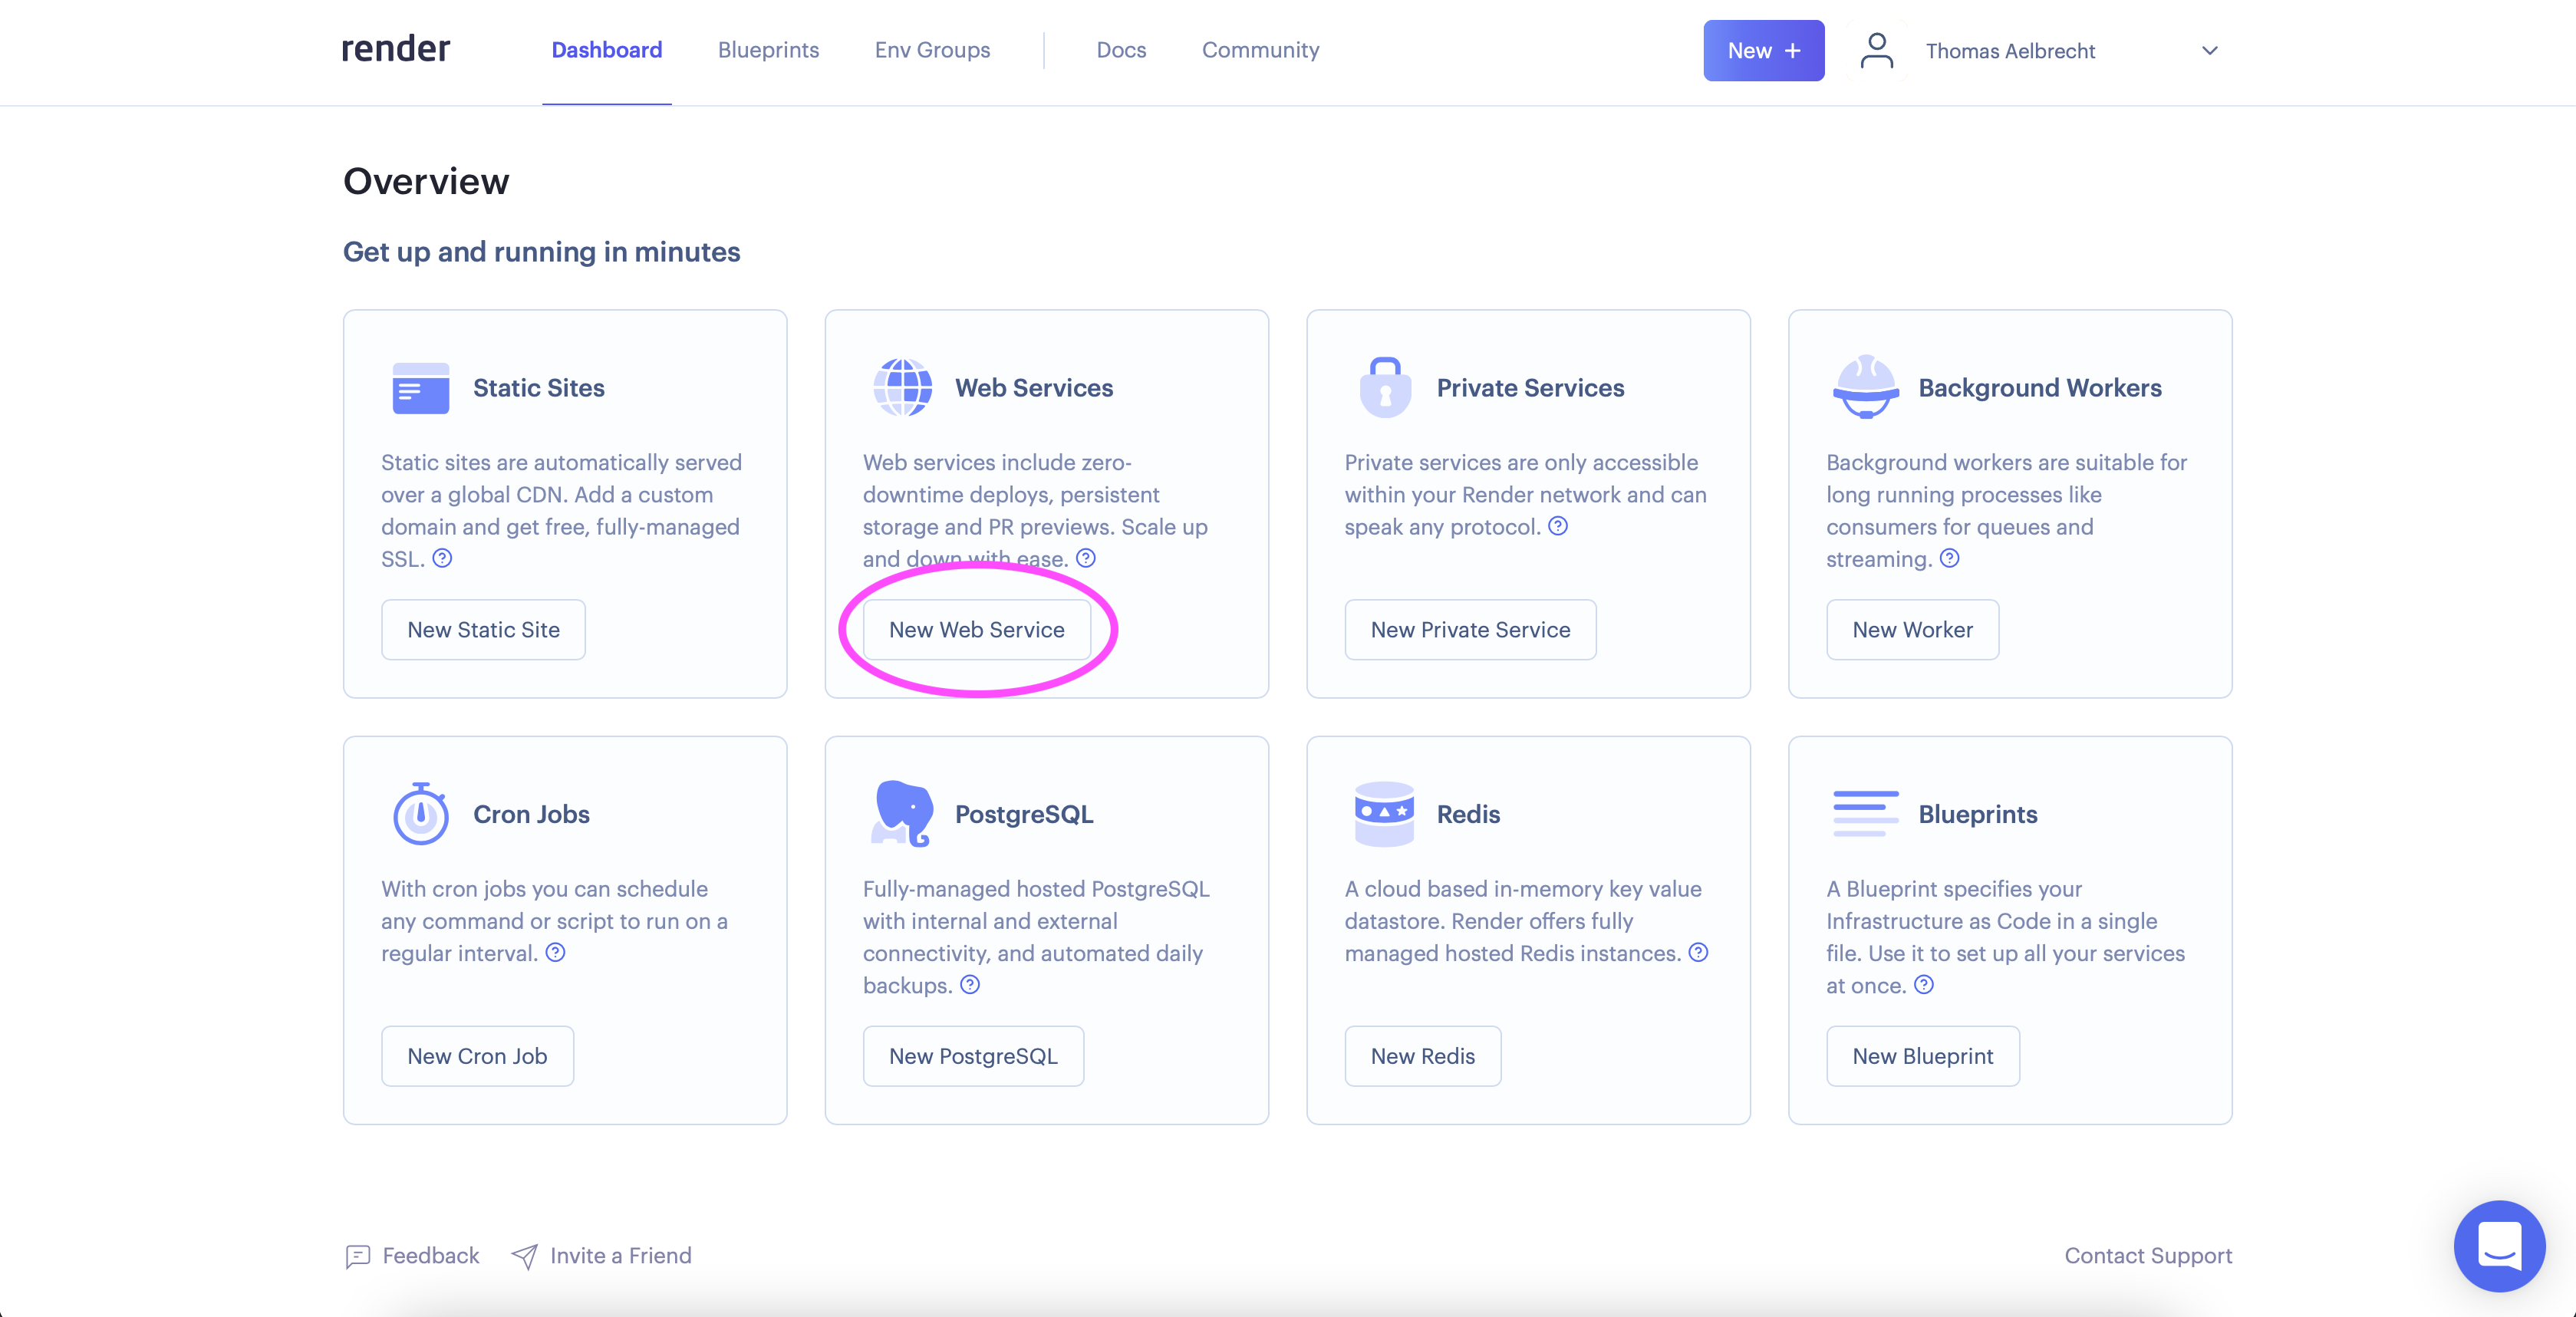 render
Dashboard
Blueprints
Env Groups
Docs
Community
New +
Thomas Aelbrecht
Overview
Get up and running in minutes
Static Sites
Static sites are automatically served
over a global CDN. Add a custom
domain and get free, fully-managed
SSL. ?
New Static Site
Web Services
Web services include zero-
downtime deploys, persistent
storage and PR previews. Scale up
and down with ease. ?
New Web Service
Private Services
Private services are only accessible
within your Render network and can
speak any protocol. ?
New Private Service
Background Workers
Background workers are suitable for
long running processes like
consumers for queues and
streaming. ?
New Worker
Cron Jobs
With cron jobs you can schedule
any command or script to run on a
regular interval. ?
New Cron Job
PostgreSQL
Fully-managed hosted PostgreSQL
with internal and external
connectivity, and automated daily
backups. ?
New PostgreSQL
Redis
A cloud based in-memory key value
datastore. Render offers fully
managed hosted Redis instances. ?
New Redis
Blueprints
A Blueprint specifies your
Infrastructure as Code in a single
file. Use it to set up all your services
at once. ?
New Blueprint
Feedback
Invite a Friend
Contact Support